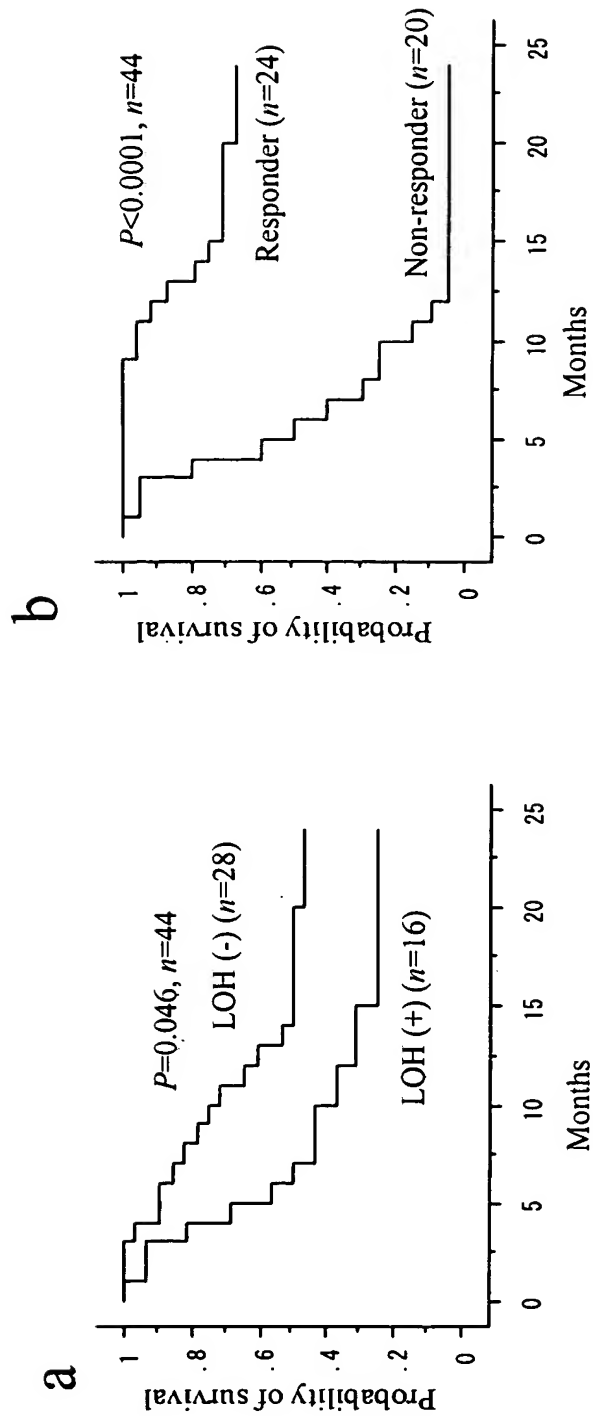 a
Probability of survival
1
.8
.6
.4
.2
0
P=0.046, n=44
LOH (-) (n=28)
LOH (+) (n=16)
0
5
10
15
20
25
Months
b
Probability of survival
1
.8
.6
.4
.2
0
P<0.0001, n=44
Responder (n=24)
Non-responder (n=20)
0
5
10
15
20
25
Months